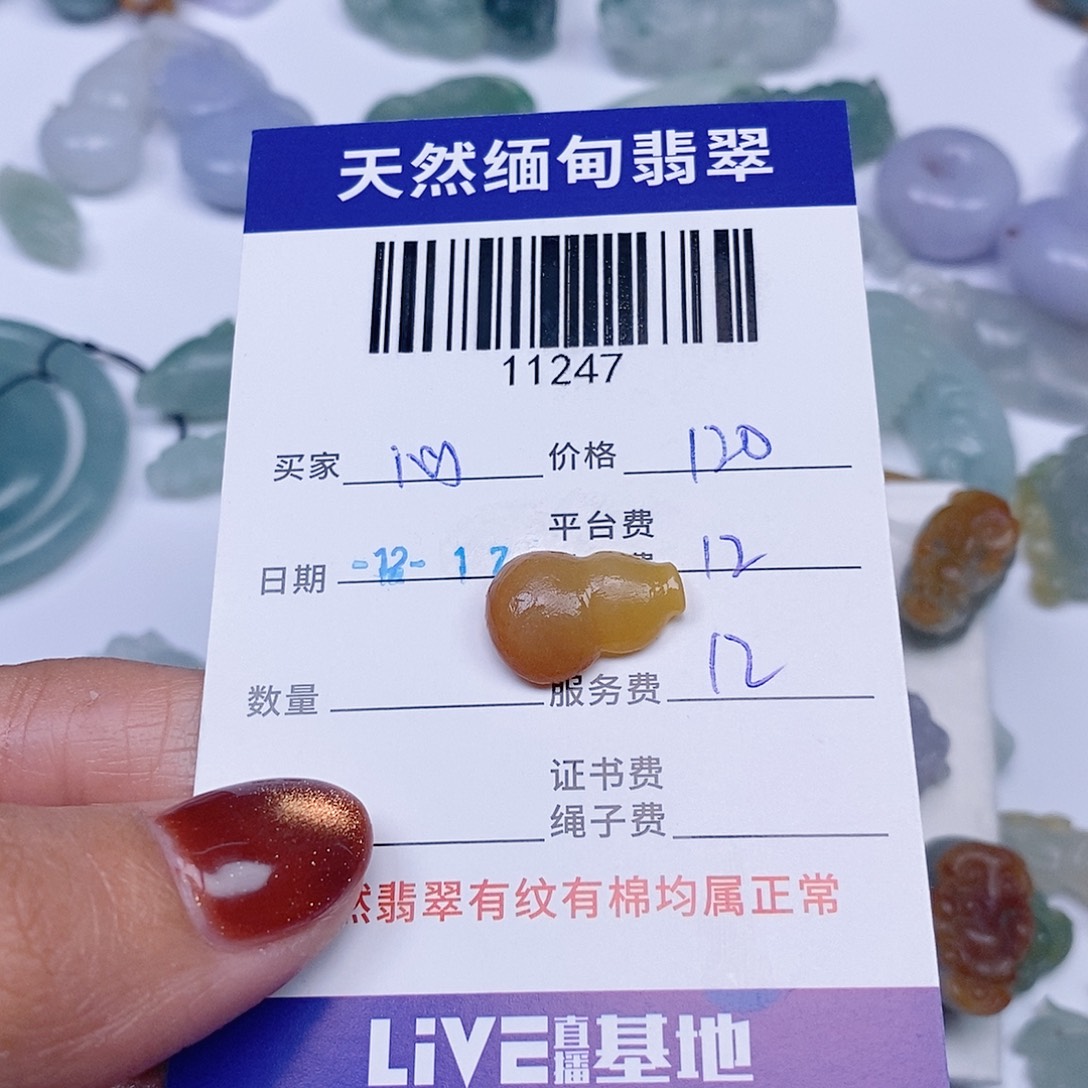 天然缅甸翡翠
11247
买家 价格 120
平台费
日期 -12-17 12
数量 服务费 12
证书费
绳子费
然翡翠有纹有棉均属正常
LiVE直播基地